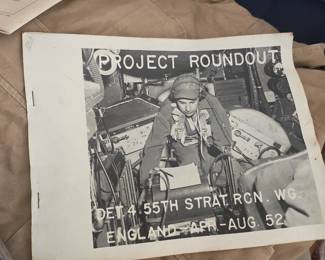 PROJECT ROUNDOUT
DET 4.55TH STRAT. RCN. WG.
ENGLAND-APR-AUG. 52